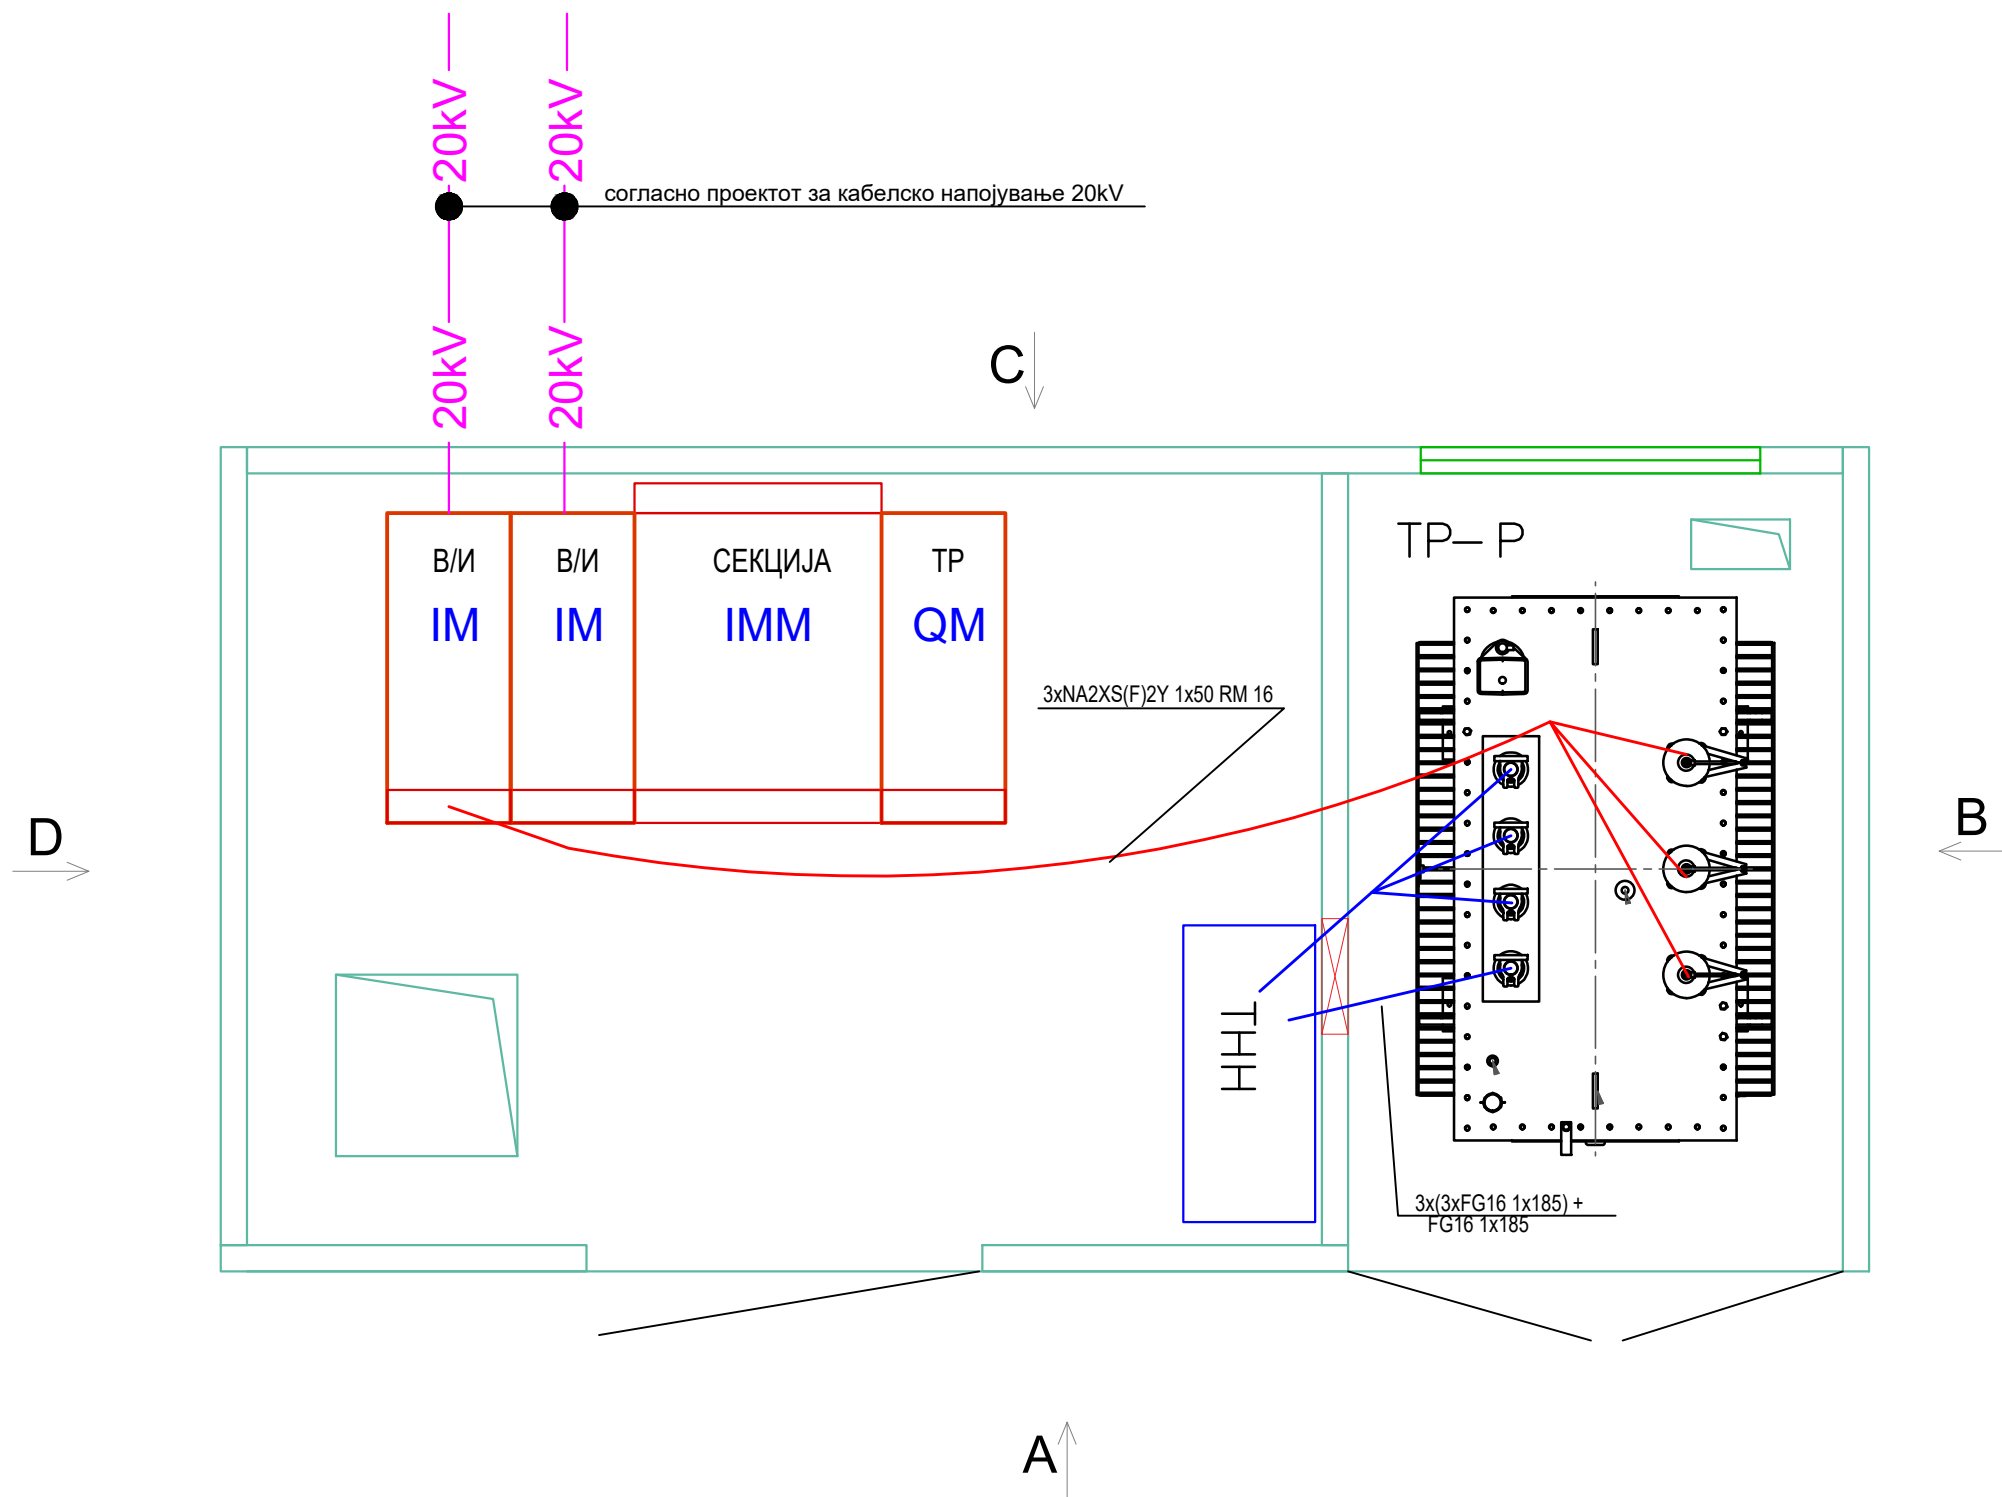 20kV
20kV
согласно проектот за кабелско напојување 20kV
20kV
20kV
C
В/И
В/И
СЕКЦИЈА
ТР
IM
IM
IMM
QM
ТР– Р
3xNA2XS(F)2Y 1x50 RM 16
D
B
ТНН
3x(3xFG16 1x185) +
FG16 1x185
A